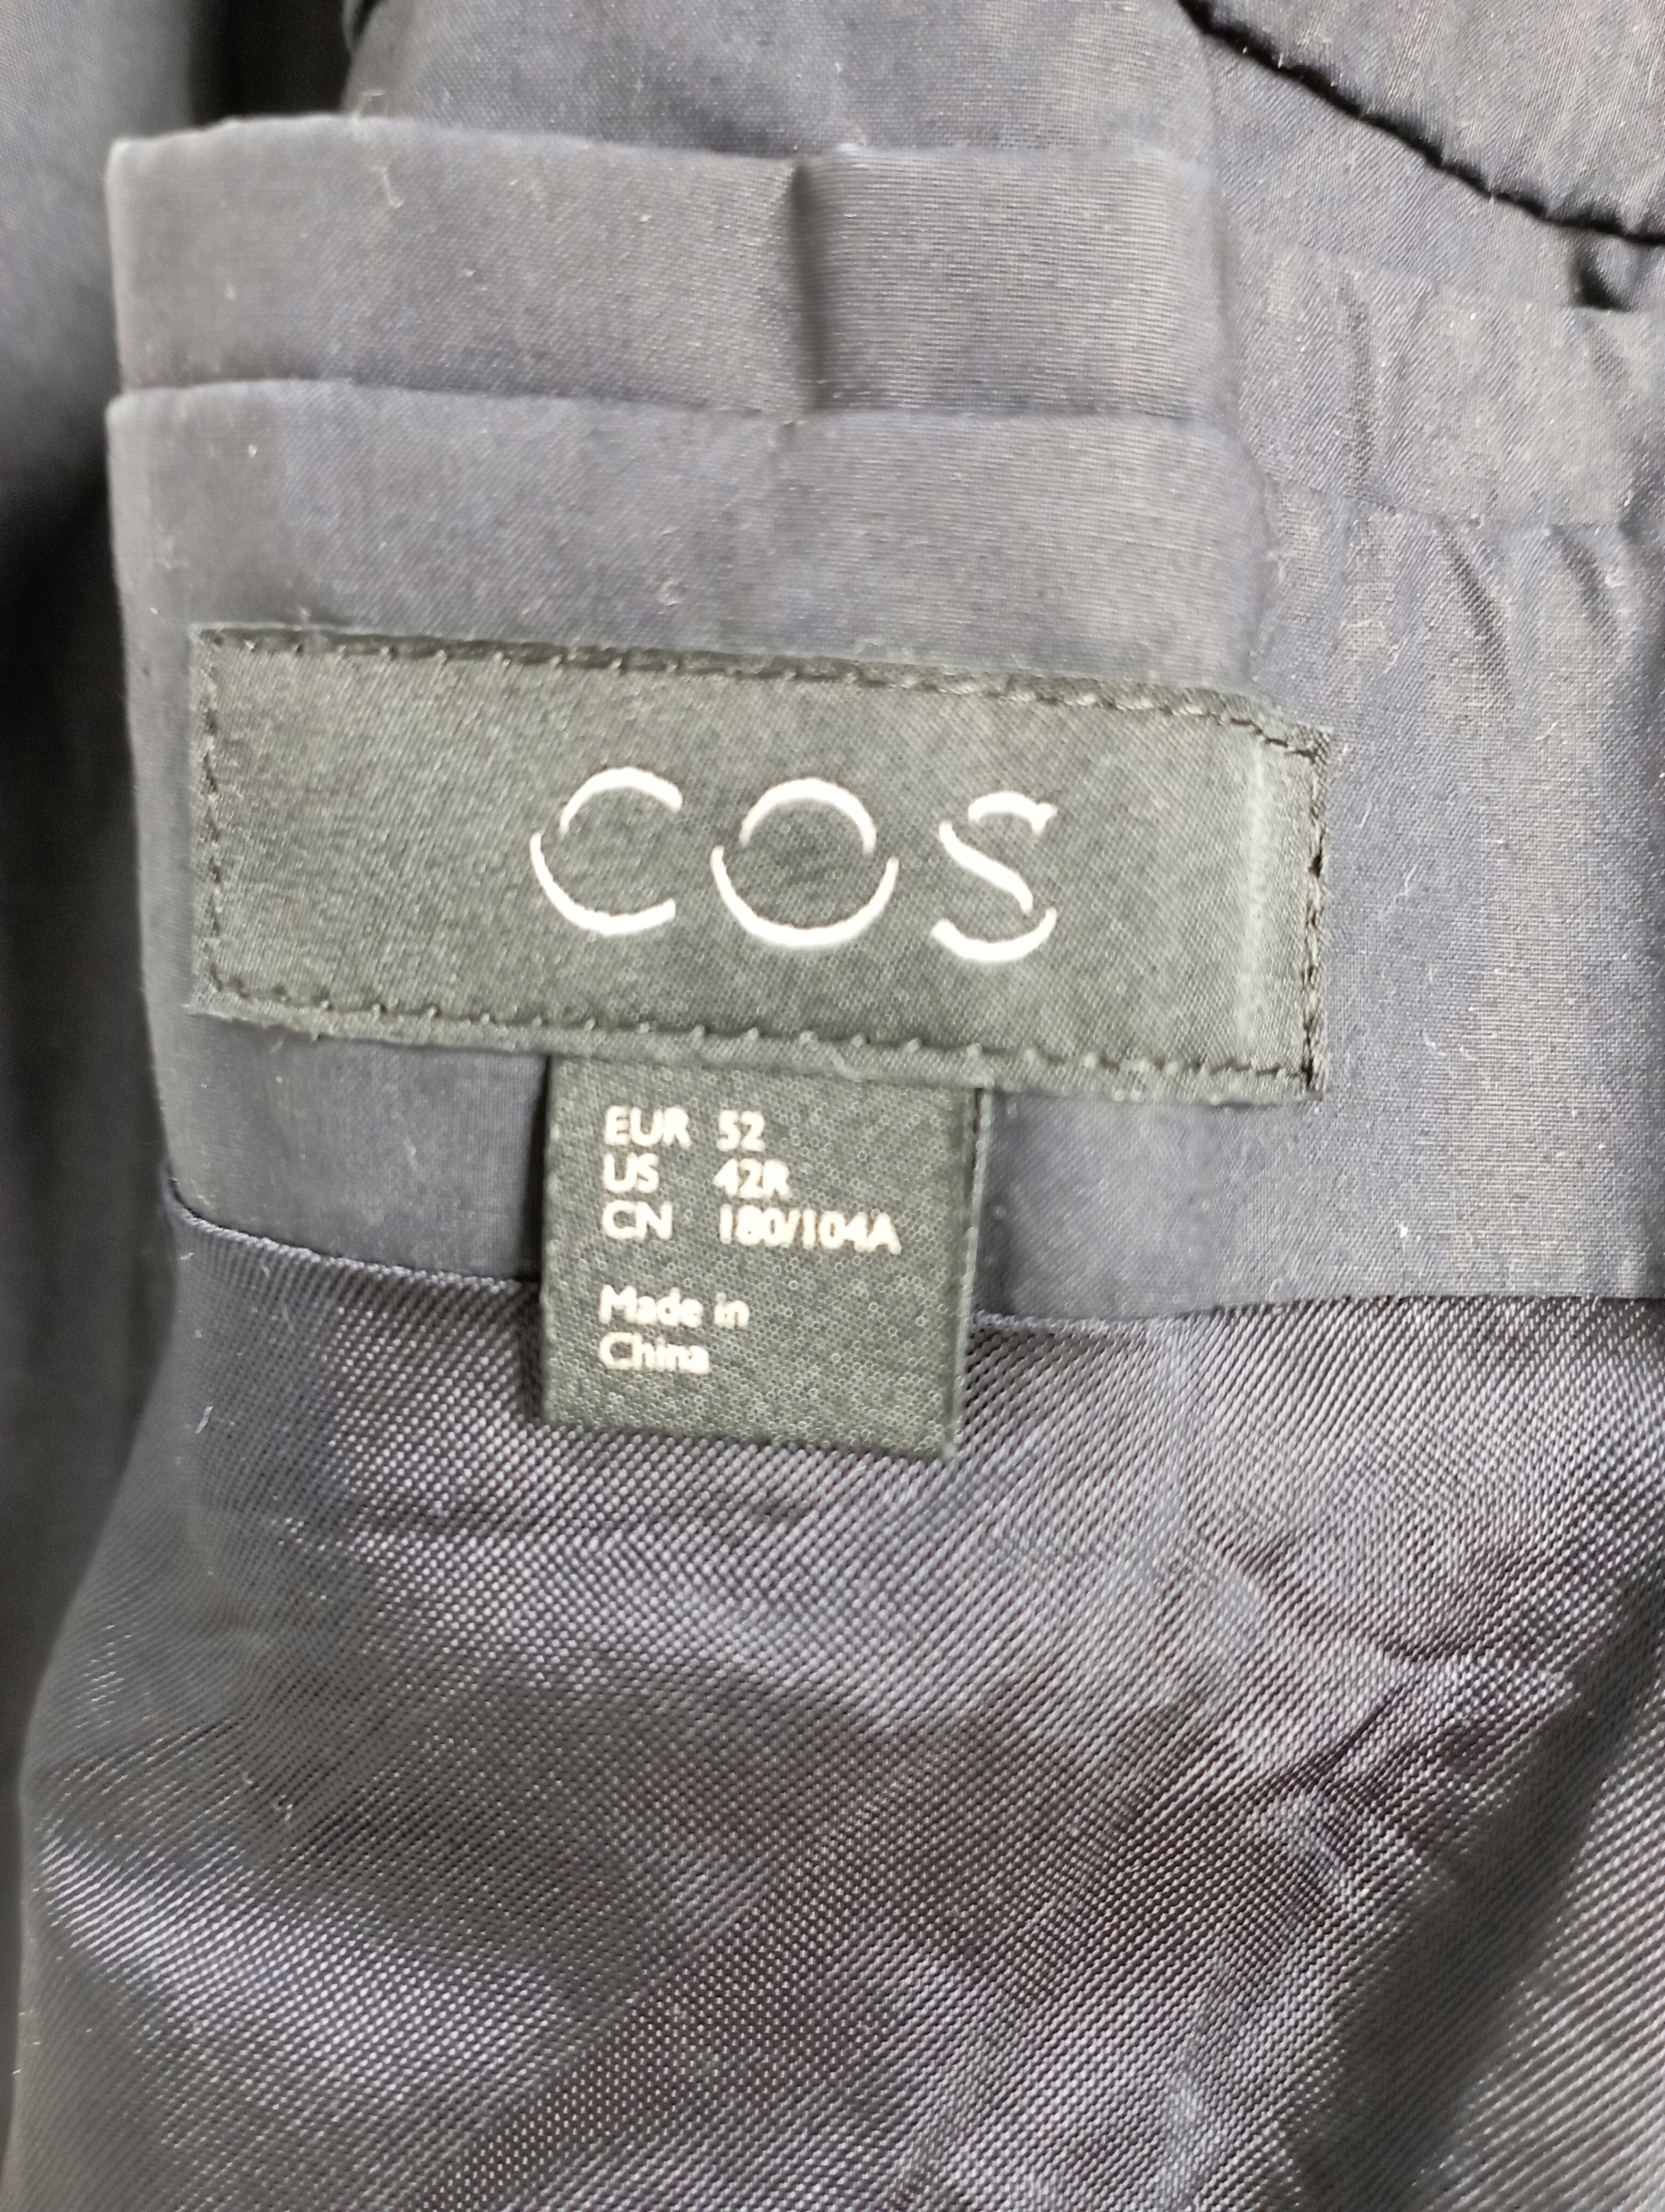 COS
EUR 52
US 42R
CN 180/104A
Made in
China